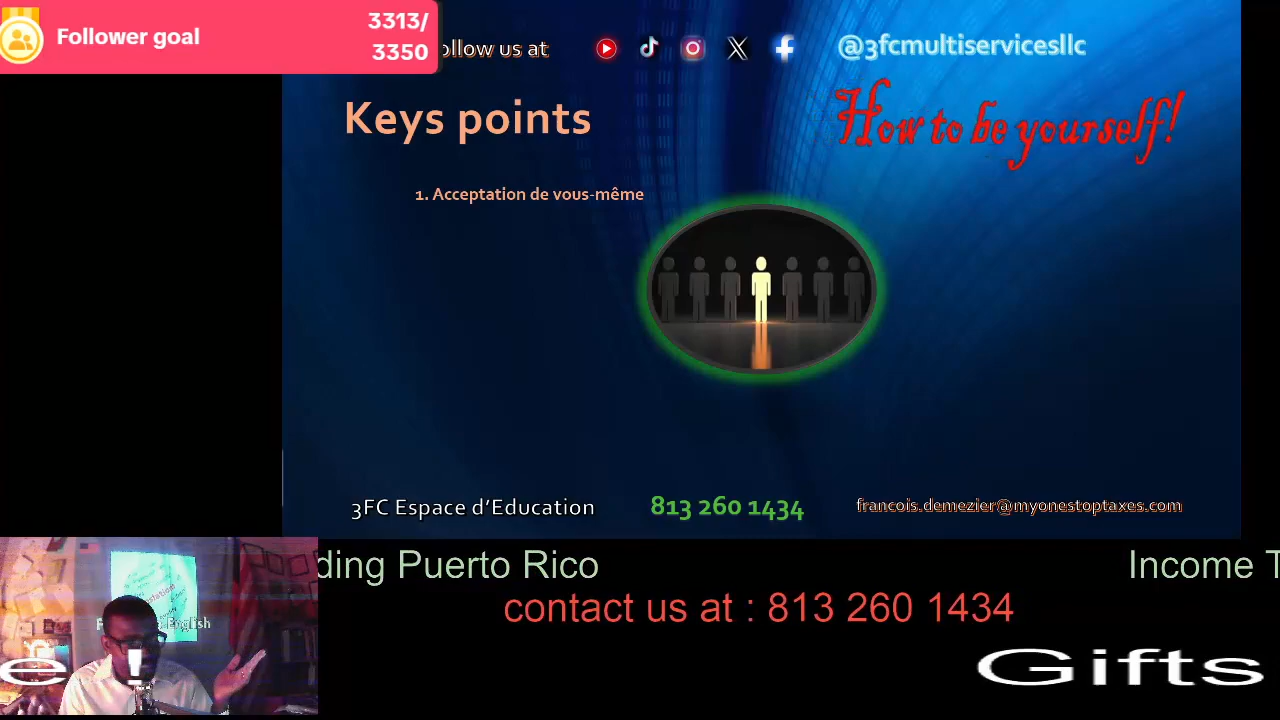 Follower goal
3313/
3350
ollow us at
@3fcmultiservicesllc
Keys points
How to be yourself!
1. Acceptation de vous-même
3FC Espace d'Education
813 260 1434
francois.demezier@myonestoptaxes.com
ding Puerto Rico
Income T
contact us at : 813 260 1434
English
e !
Gifts